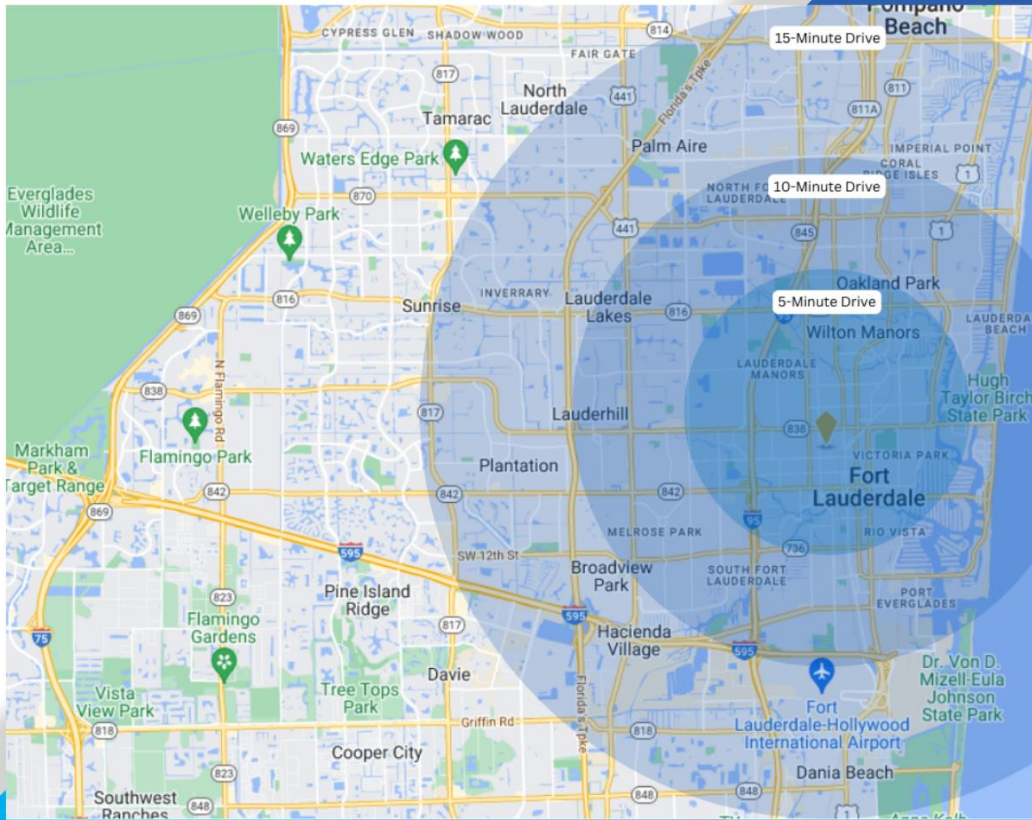 Pompano
Beach
15-Minute Drive
814
CYPRESS GLEN
SHADOW WOOD
FAIR GATE
817
North
Lauderdale
441
Florida's Tpke
811
811A
869
Tamarac
Waters Edge Park
Palm Aire
IMPERIAL POINT
CORAL
RIDGE ISLES
1
Everglades
Wildlife
Management
Area...
870
Welleby Park
10-Minute Drive
441
845
1
816
Sunrise
INVERRARY
Lauderdale
Lakes
816
5-Minute Drive
Oakland Park
Wilton Manors
869
N Flamingo Rd
LAUDERDALE
MANORS
Hugh
Taylor Birch
State Park
838
817
Lauderhill
838
Flamingo Park
Markham
Park &
Target Range
Plantation
VICTORIA PARK
Fort
Lauderdale
842
842
842
869
95
MELROSE PARK
RIO VISTA
595
SW 12th St
736
Broadview
Park
SOUTH FORT
LAUDERDALE
PORT
EVERGLADES
Pine Island
Ridge
823
Flamingo
Gardens
817
595
Hacienda
Village
595
75
Davie
Dr. Von D.
Mizell-Eula
Johnson
State Park
Vista
View Park
Tree Tops
Park
Florida's Tpke
Fort
Lauderdale-Hollywood
International Airport
818
Griffin Rd
818
Cooper City
823
Dania Beach
Southwest
Ranches
848
848
848
1